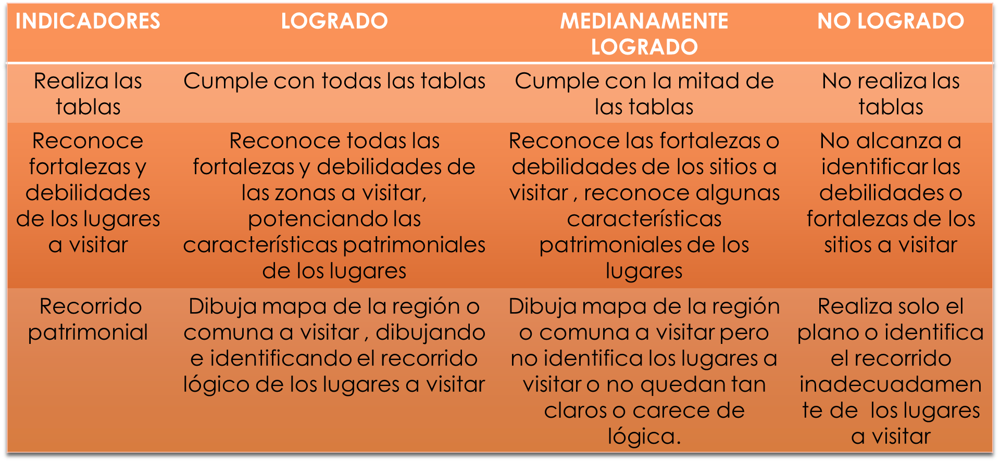 INDICADORES
LOGRADO
MEDIANAMENTE
LOGRADO
NO LOGRADO
Realiza las
tablas
Cumple con todas las tablas
Cumple con la mitad de
las tablas
No realiza las
tablas
Reconoce
fortalezas y
debilidades
de los lugares
a visitar
Reconoce todas las
fortalezas y debilidades de
las zonas a visitar,
potenciando las
características patrimoniales
de los lugares
Reconoce las fortalezas o
debilidades de los sitios a
visitar , reconoce algunas
características
patrimoniales de los
lugares
No alcanza a
identificar las
debilidades o
fortalezas de los
sitios a visitar
Recorrido
patrimonial
Dibuja mapa de la región o
comuna a visitar , dibujando
e identificando el recorrido
lógico de los lugares a visitar
Dibuja mapa de la región
o comuna a visitar pero
no identifica los lugares a
visitar o no quedan tan
claros o carece de
lógica.
Realiza solo el
plano o identifica
el recorrido
inadecuadamen
te de  los lugares
a visitar